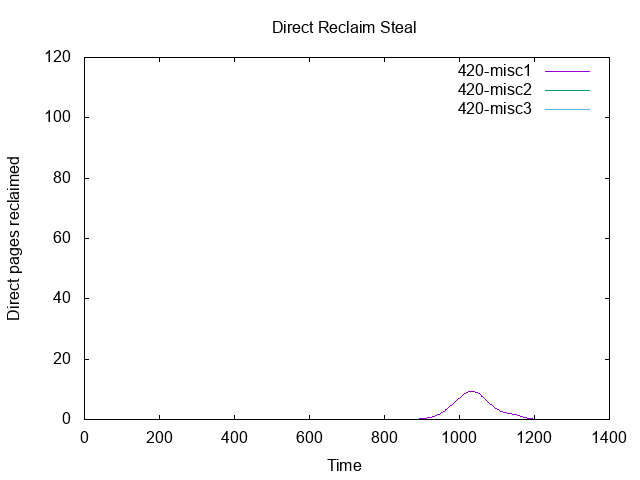 Direct Reclaim Steal
120
100
80
60
40
20
0
Direct pages reclaimed
420-misc1
420-misc2
420-misc3
0 200 400 600 800 1000 1200 1400
Time